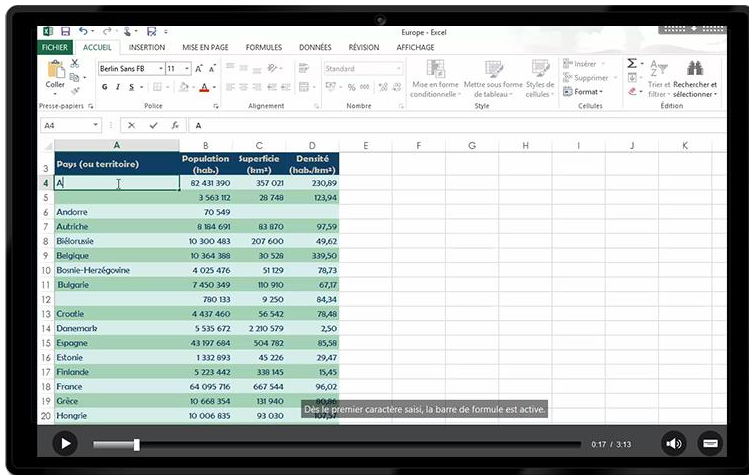 Europe - Excel
FICHIER ACCUEIL INSERTION MISE EN PAGE FORMULES DONNÉES RÉVISION AFFICHAGE
Coller
Berlin Sans FB 11 A A
G I S A
Standard
% 000
Mise en forme conditionnelle
Mettre sous forme de tableau
Styles de cellules
Insérer
Supprimer
Format
Trier et filtrer
Rechercher et sélectionner
Presse-papiers Police Alignement Nombre Style Cellules Édition
A4 fx A
A B C D E F G H I J K
3 Pays (ou territoire) Population (hab.) Superficie (km²) Densité (hab./km²)
4 A 82 431 390 357 021 230,89
5 3 563 112 28 748 123,94
6 Andorre 70 549
7 Autriche 8 184 691 83 870 97,59
8 Biélorussie 10 300 483 207 600 49,62
9 Belgique 10 364 388 30 528 339,50
10 Bosnie-Herzégovine 4 025 476 51 129 78,73
11 Bulgarie 7 450 349 110 910 67,17
12 780 133 9 250 84,34
13 Croatie 4 437 460 56 542 78,48
14 Danemark 5 535 672 2 210 579 2,50
15 Espagne 43 197 684 504 782 85,58
16 Estonie 1 332 893 45 226 29,47
17 Finlande 5 223 442 338 145 15,45
18 France 64 095 716 667 544 96,02
19 Grèce 10 668 354 131 940 80,86
20 Hongrie 10 006 835 93 030 107,57
Dès le premier caractère saisi, la barre de formule est active.
0:17 / 3:13